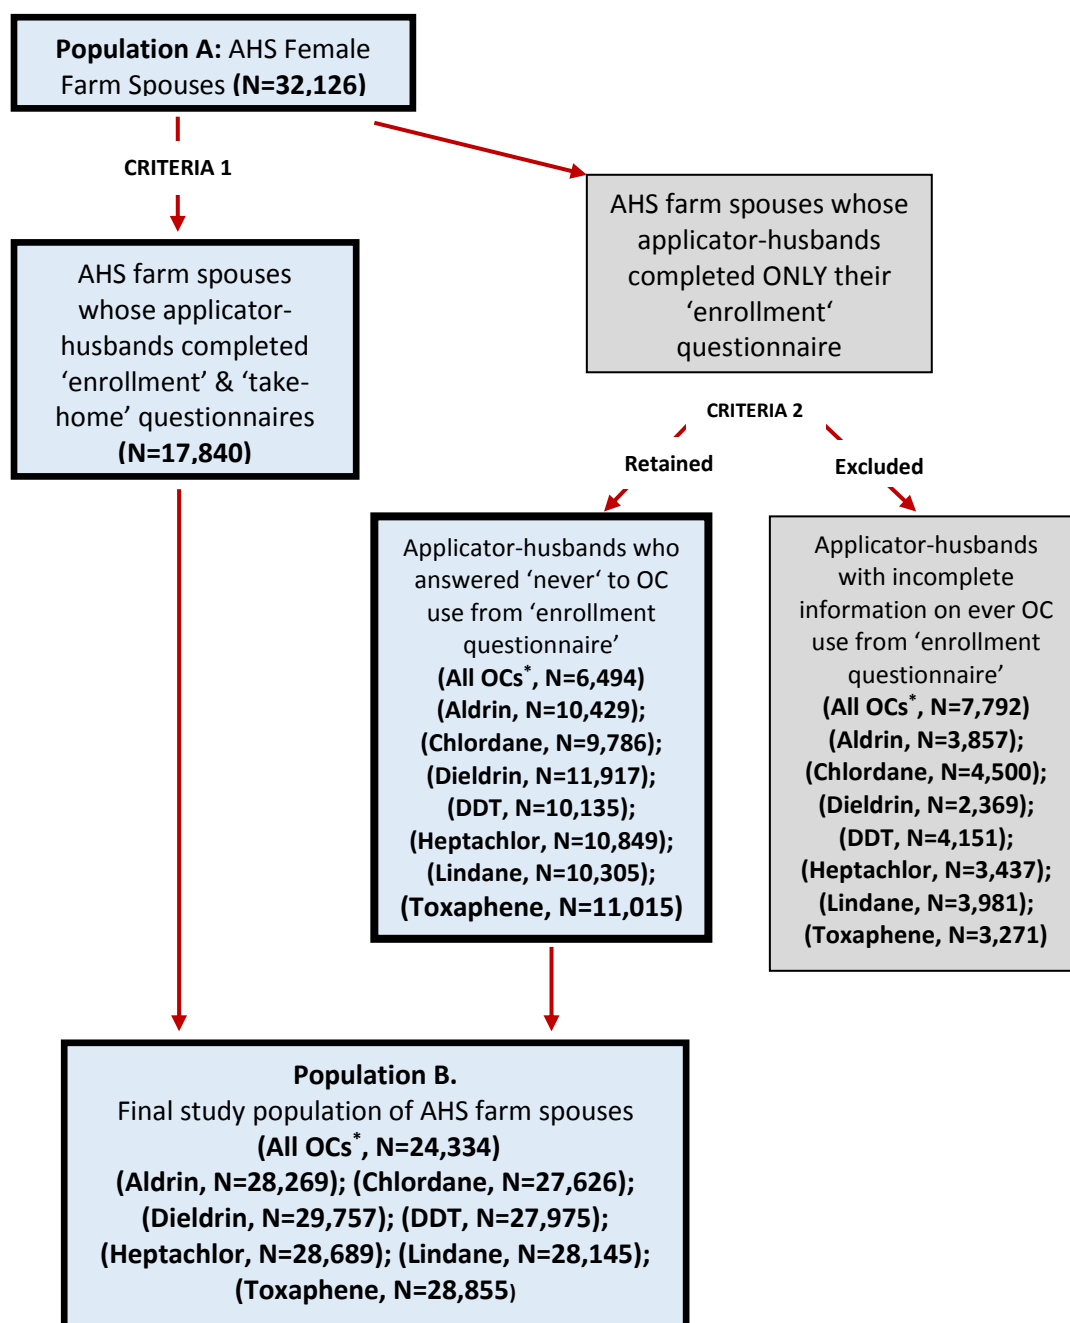 Population A: AHS Female
Farm Spouses (N=32,126)
CRITERIA 1
AHS farm spouses
whose applicator-
husbands completed
‘enrollment’ & ‘take-
home’ questionnaires
(N=17,840)
AHS farm spouses whose
applicator-husbands
completed ONLY their
‘enrollment‘
questionnaire
CRITERIA 2
Retained
Excluded
Applicator-husbands who
answered ‘never‘ to OC
use from ‘enrollment
questionnaire’
(All OCs*, N=6,494)
(Aldrin, N=10,429);
(Chlordane, N=9,786);
(Dieldrin, N=11,917);
(DDT, N=10,135);
(Heptachlor, N=10,849);
(Lindane, N=10,305);
(Toxaphene, N=11,015)
Applicator-husbands
with incomplete
information on ever OC
use from ‘enrollment
questionnaire’
(All OCs*, N=7,792)
(Aldrin, N=3,857);
(Chlordane, N=4,500);
(Dieldrin, N=2,369);
(DDT, N=4,151);
(Heptachlor, N=3,437);
(Lindane, N=3,981);
(Toxaphene, N=3,271)
Population B.
Final study population of AHS farm spouses
(All OCs*, N=24,334)
(Aldrin, N=28,269); (Chlordane, N=27,626);
(Dieldrin, N=29,757); (DDT, N=27,975);
(Heptachlor, N=28,689); (Lindane, N=28,145);
(Toxaphene, N=28,855)